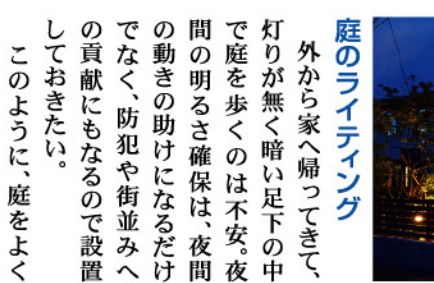 庭のライティング
外から家へ帰ってきて、
灯りが無く暗い足下の中
で庭を歩くのは不安。夜
間の明るさ確保は、夜間
の動きの助けになるだけ
でなく、防犯や街並みへ
の貢献にもなるので設置
しておきたい。
このように、庭をよく